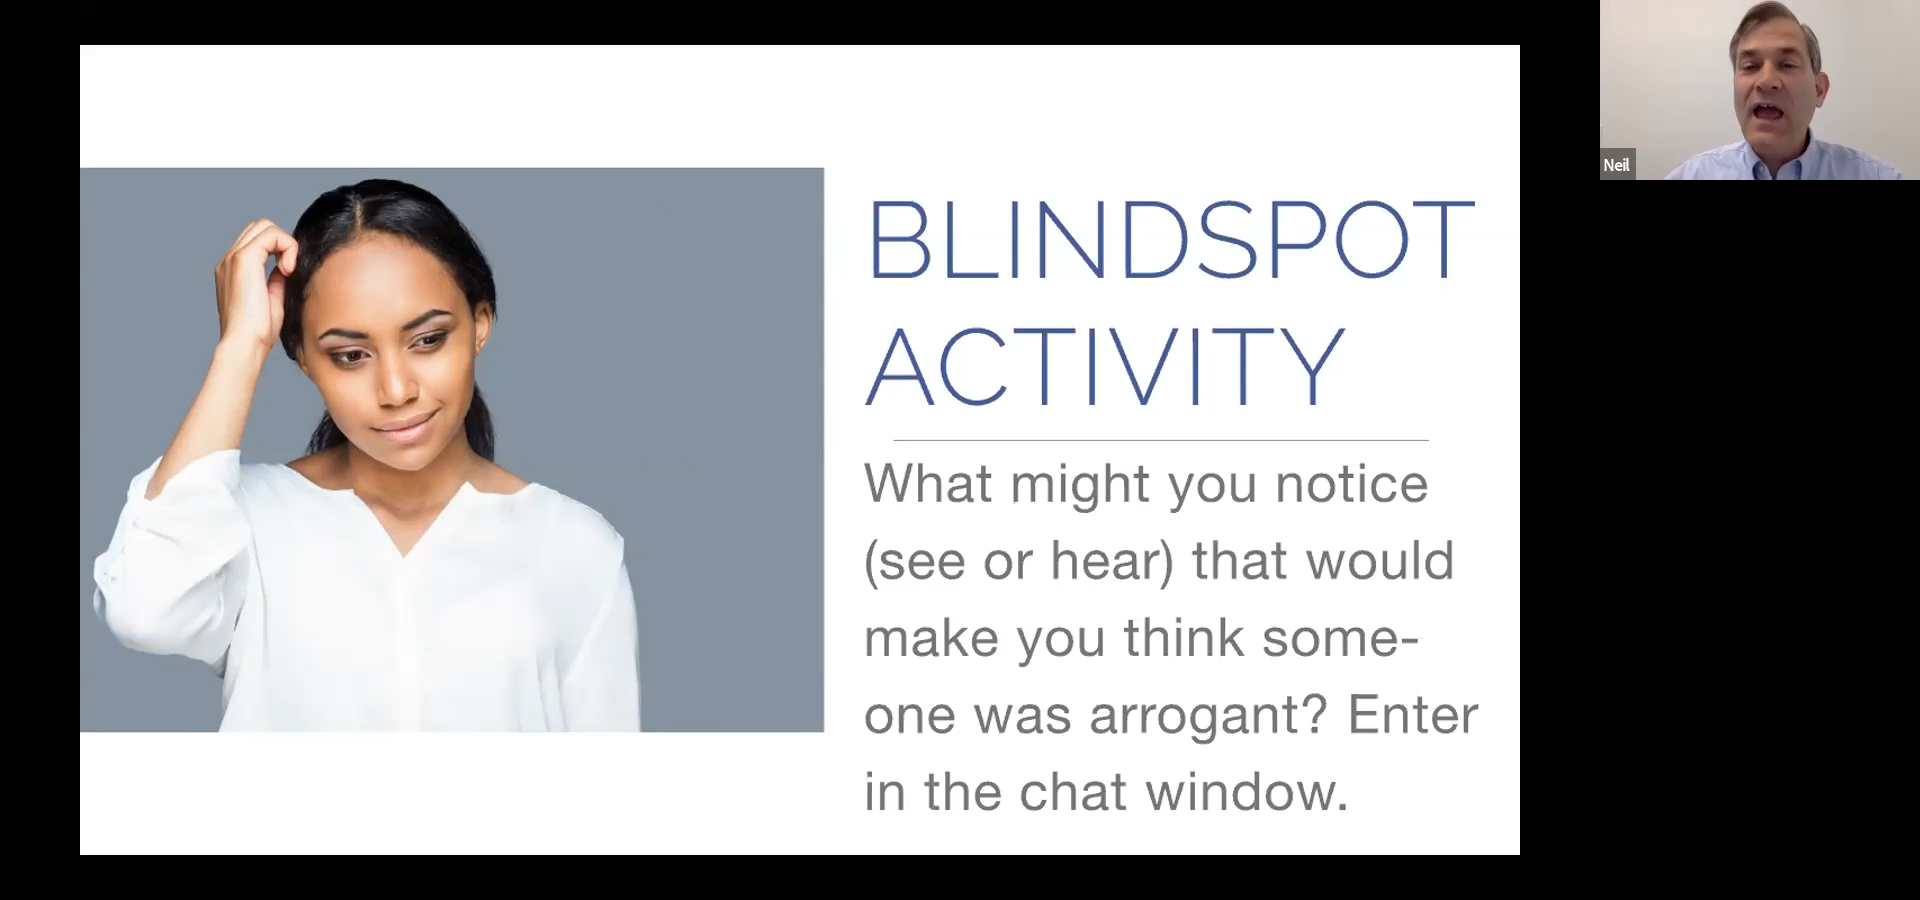 BLINDSPOT
ACTIVITY
What might you notice
(see or hear) that would
make you think some-
one was arrogant? Enter
in the chat window.
Neil